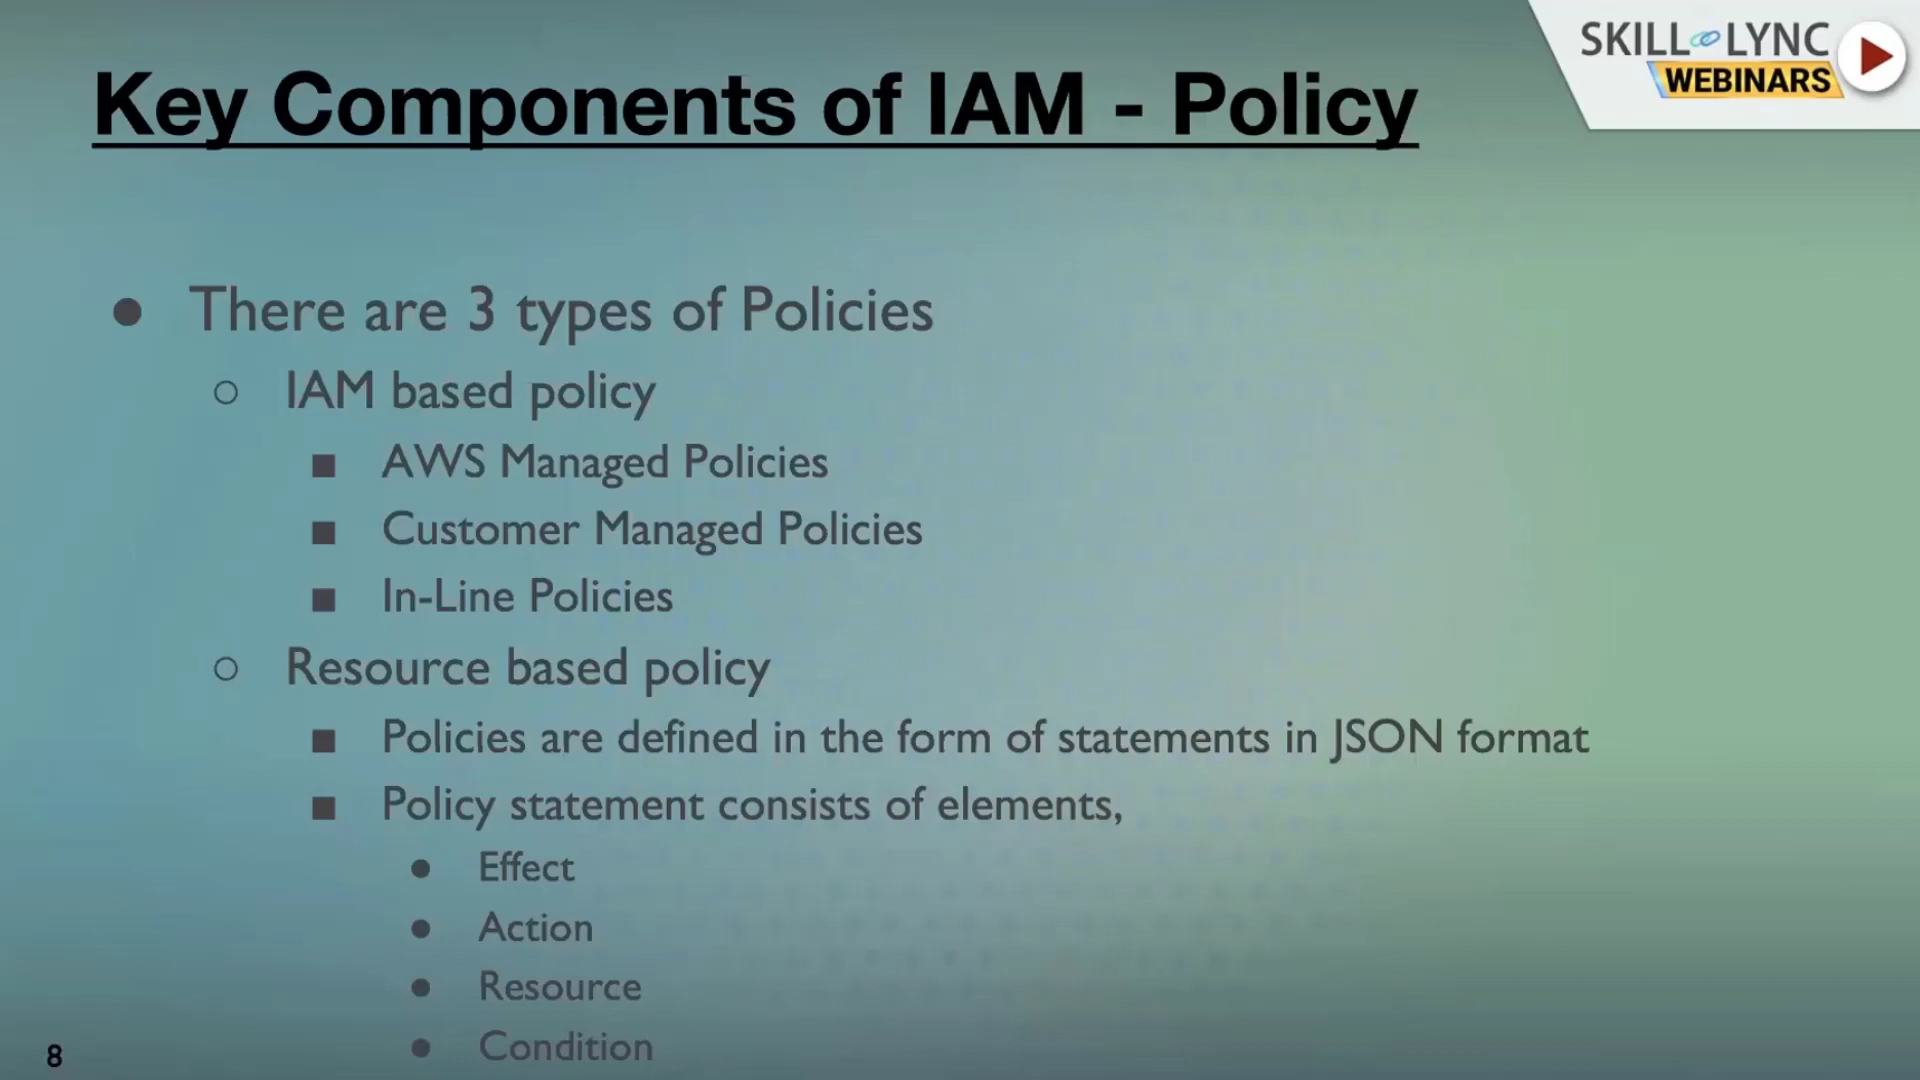 SKILL LYNC
WEBINARS
Key Components of IAM - Policy
● There are 3 types of Policies
○ IAM based policy
■ AWS Managed Policies
■ Customer Managed Policies
■ In-Line Policies
○ Resource based policy
■ Policies are defined in the form of statements in JSON format
■ Policy statement consists of elements,
● Effect
● Action
● Resource
● Condition
8